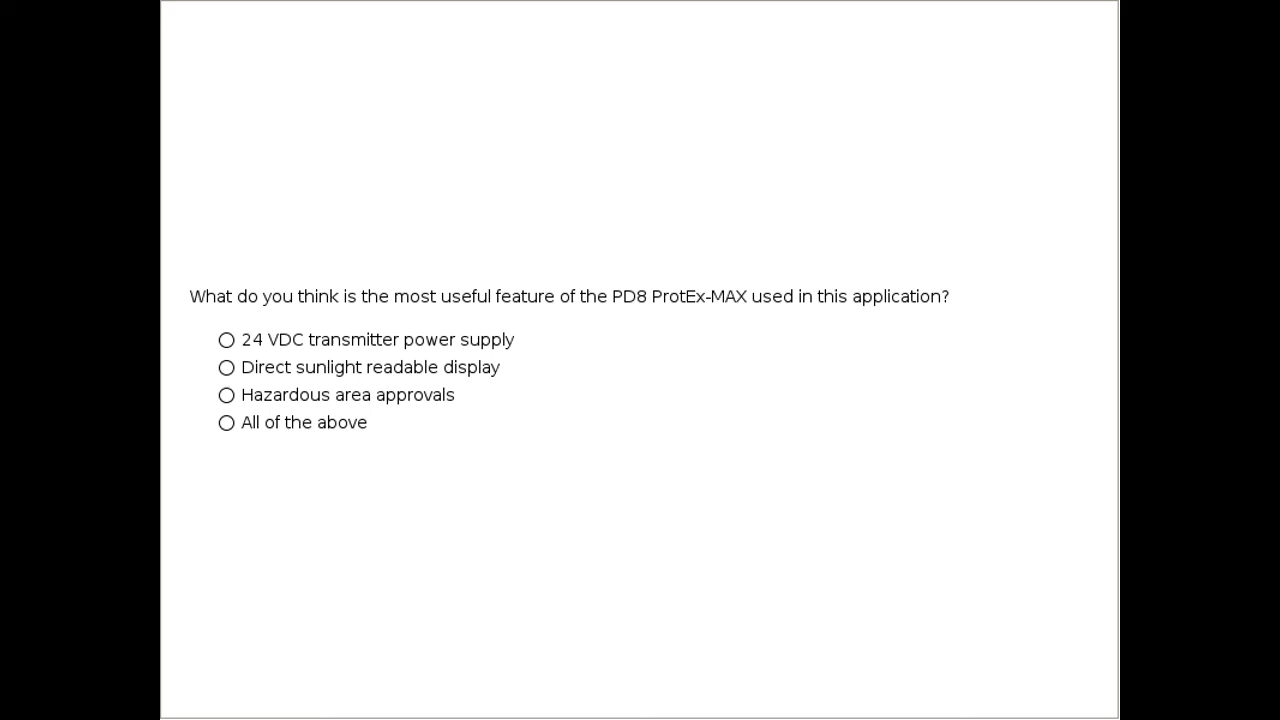 What do you think is the most useful feature of the PD8 ProtEx-MAX used in this application?
24 VDC transmitter power supply
Direct sunlight readable display
Hazardous area approvals
All of the above